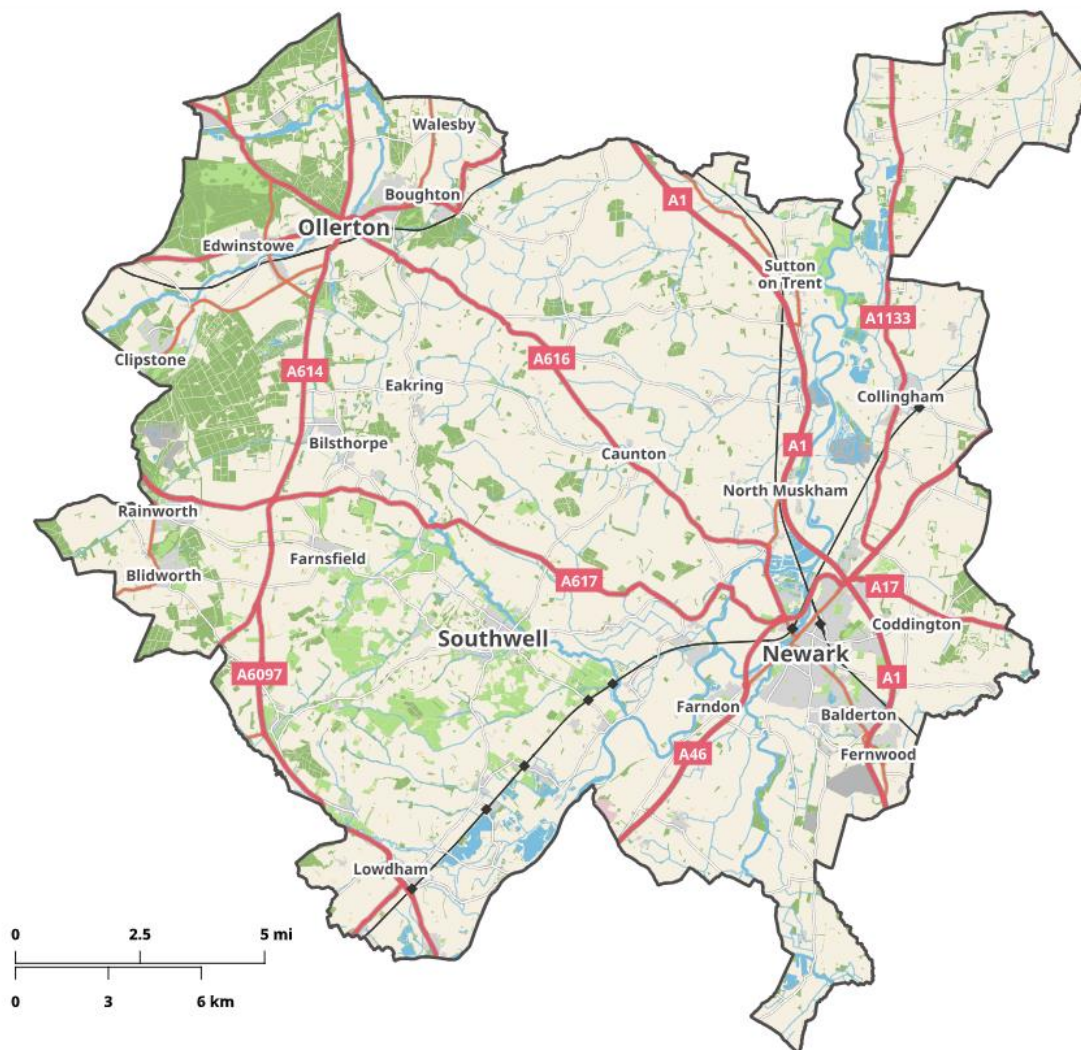 Walesby
Boughton
A1
Ollerton
Edwinstowe
Sutton
on Trent
A1133
Clipstone
A616
A614
Eakring
Collingham
Bilsthorpe
A1
Caunton
North Muskham
Rainworth
Farnsfield
Blidworth
A617
A17
Coddington
Southwell
Newark
A6097
A1
Farndon
Balderton
A46
Fernwood
Lowdham
0 2.5 5 mi
0 3 6 km